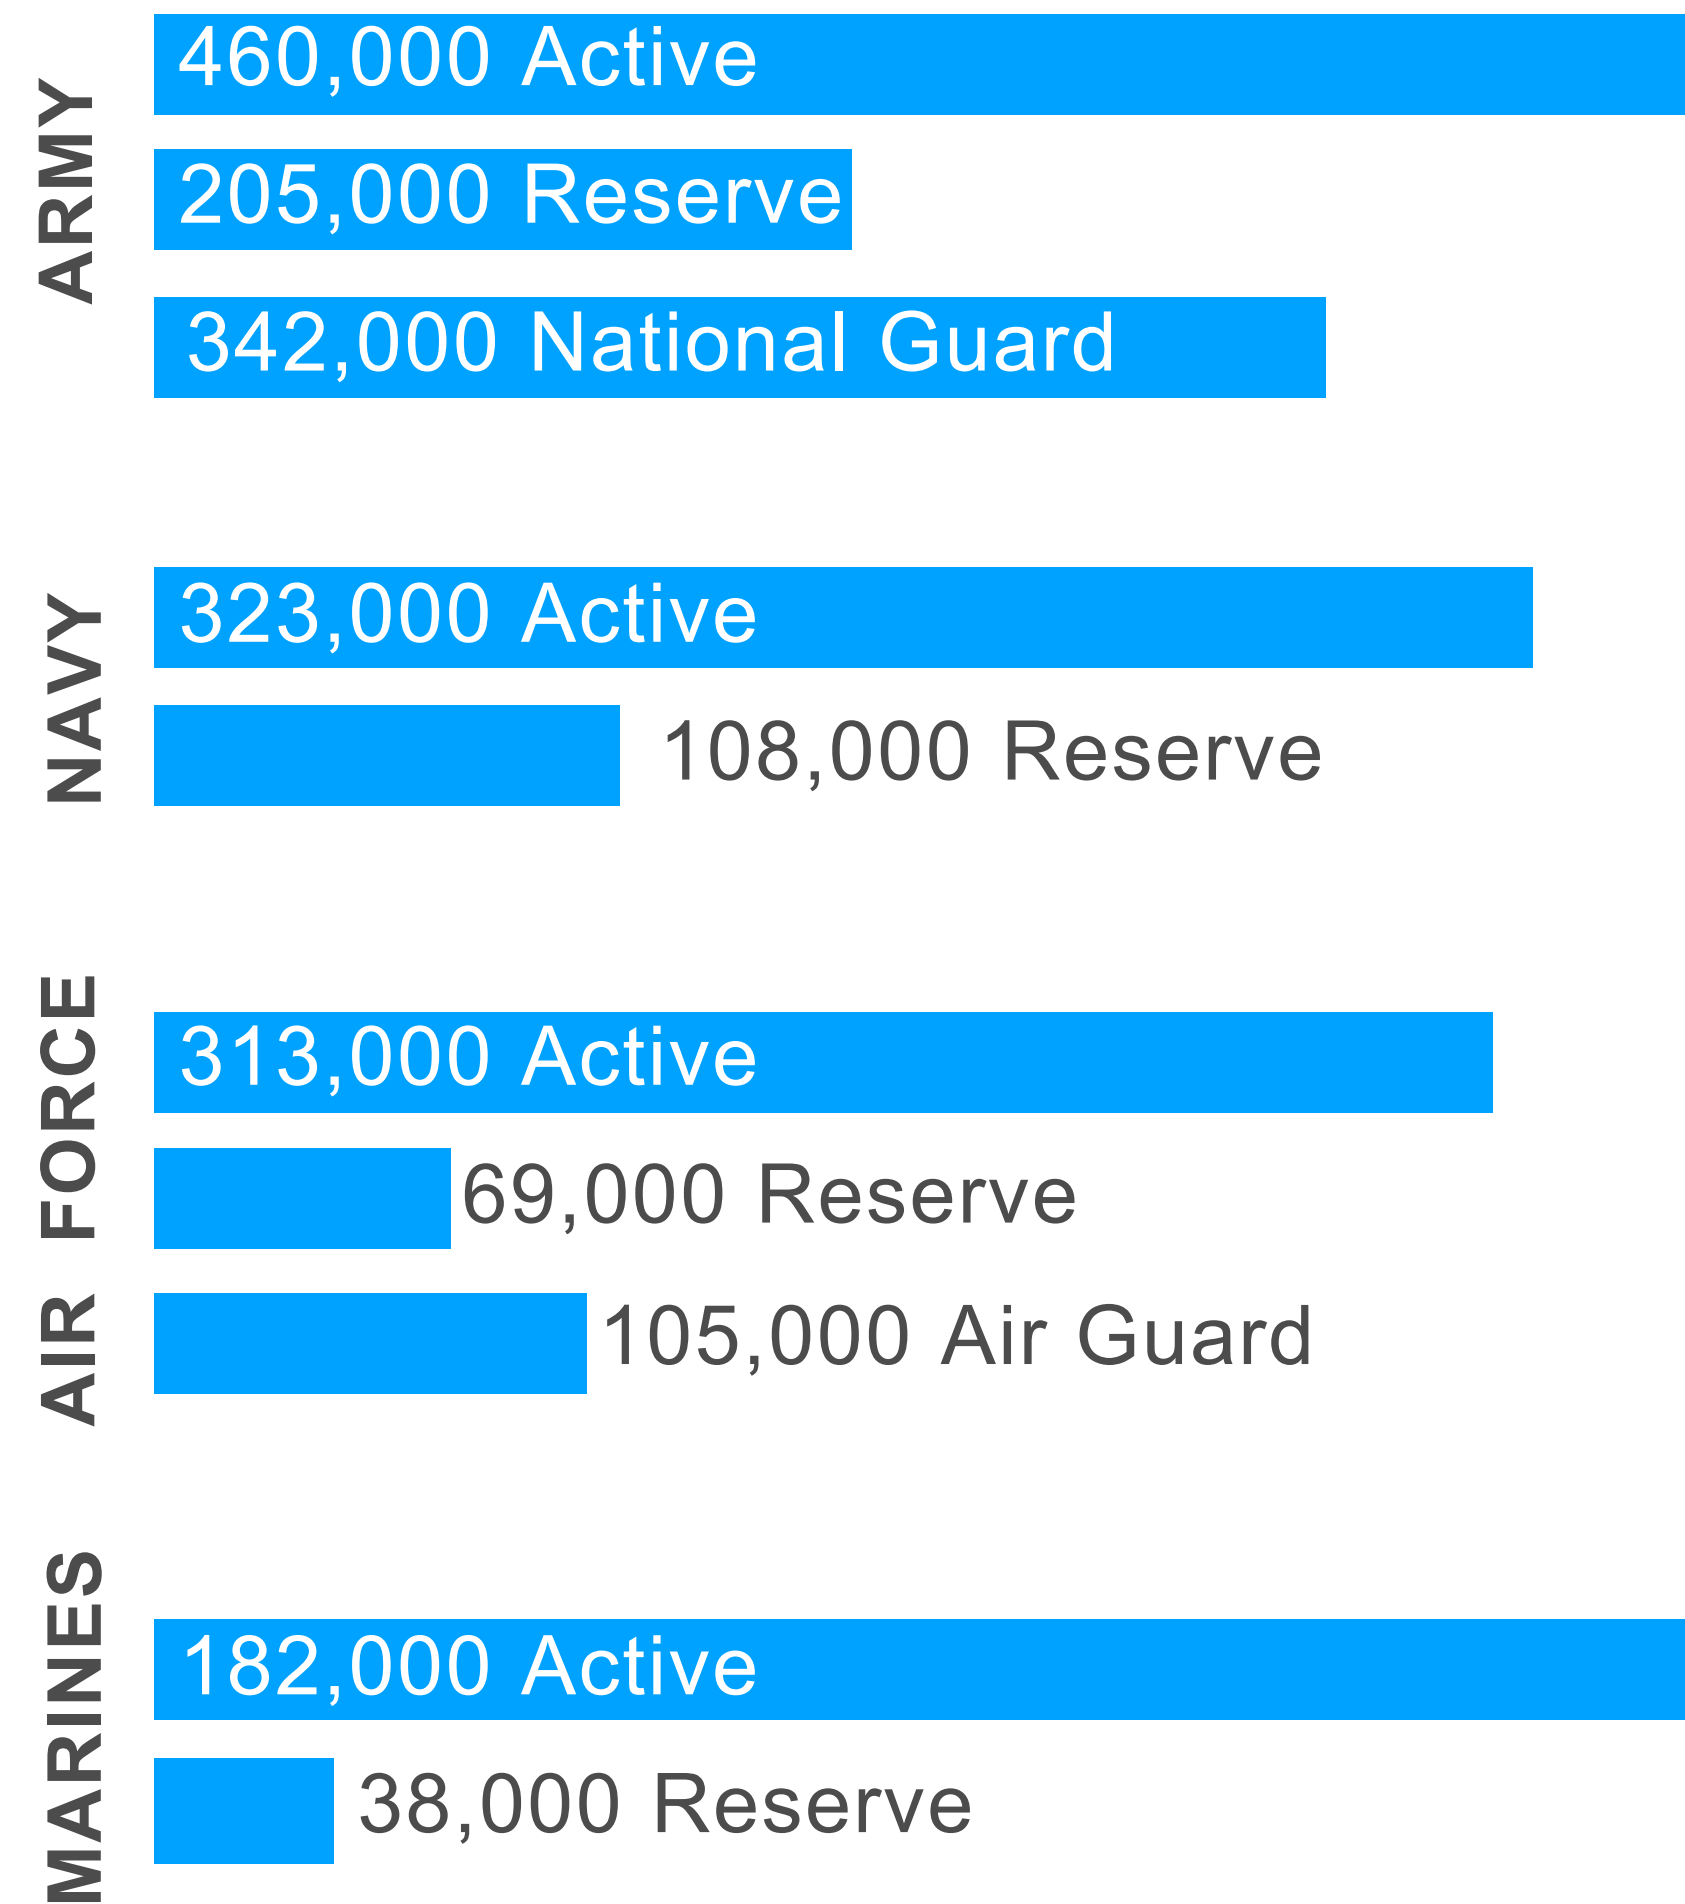 ARMY
460,000 Active
205,000 Reserve
342,000 National Guard
NAVY
323,000 Active
108,000 Reserve
AIR FORCE
313,000 Active
69,000 Reserve
105,000 Air Guard
MARINES
182,000 Active
38,000 Reserve